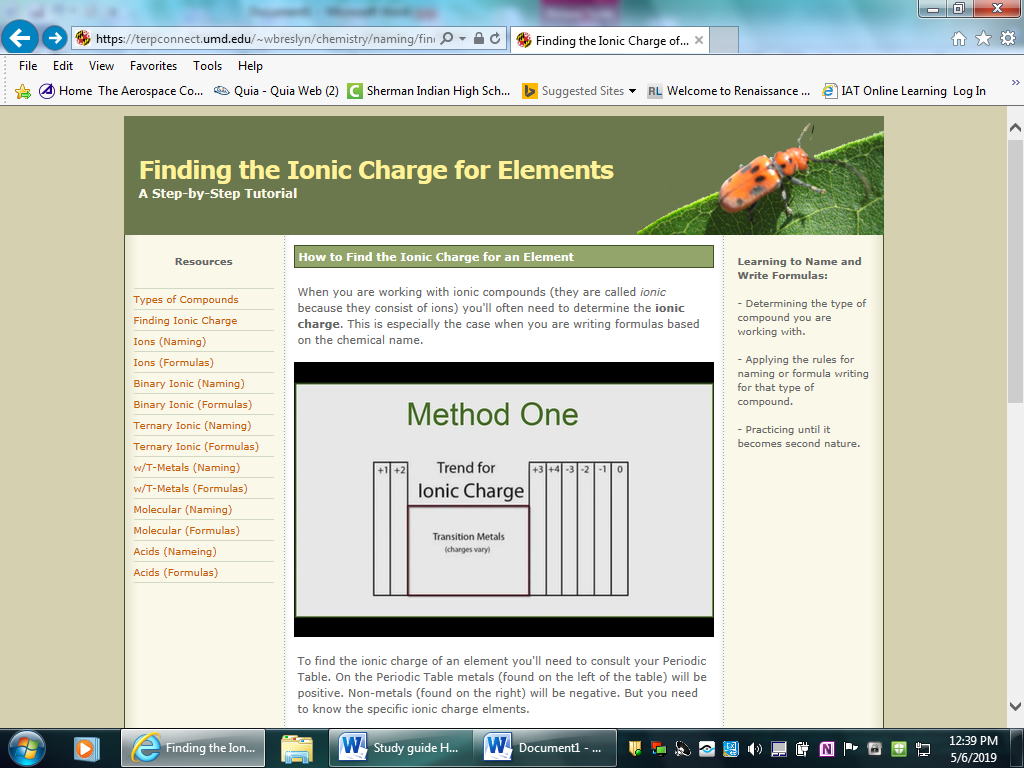 https://terpconnect.umd.edu/~wbreslyn/chemistry/naming/find
Finding the Ionic Charge of...
File Edit View Favorites Tools Help
Home The Aerospace Co... Quia - Quia Web (2) Sherman Indian High Sch... Suggested Sites Welcome to Renaissance ... IAT Online Learning Log In
Finding the Ionic Charge for Elements
A Step-by-Step Tutorial
Resources
Types of Compounds
Finding Ionic Charge
Ions (Naming)
Ions (Formulas)
Binary Ionic (Naming)
Binary Ionic (Formulas)
Ternary Ionic (Naming)
Ternary Ionic (Formulas)
w/T-Metals (Naming)
w/T-Metals (Formulas)
Molecular (Naming)
Molecular (Formulas)
Acids (Nameing)
Acids (Formulas)
How to Find the Ionic Charge for an Element
When you are working with ionic compounds (they are called ionic
because they consist of ions) you'll often need to determine the ionic
charge. This is especially the case when you are writing formulas based
on the chemical name.
Method One
+1 +2 Trend for +3 +4 -3 -2 -1 0
Ionic Charge
Transition Metals
(charges vary)
To find the ionic charge of an element you'll need to consult your Periodic
Table. On the Periodic Table metals (found on the left of the table) will be
positive. Non-metals (found on the right) will be negative. But you need
to know the specific ionic charge elments.
Learning to Name and
Write Formulas:
- Determining the type of
compound you are
working with.
- Applying the rules for
naming or formula writing
for that type of
compound.
- Practicing until it
becomes second nature.
Finding the Ion... Study guide H... Document1 - ...
12:39 PM
5/6/2019